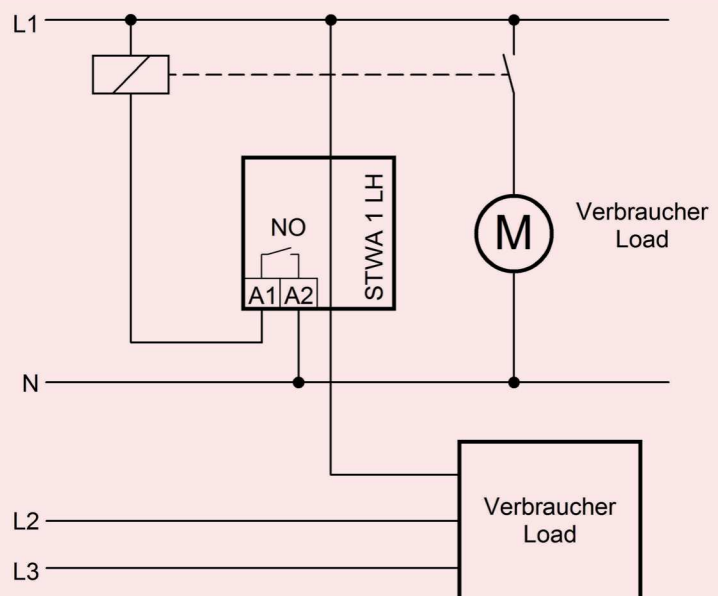 L1
STWA 1 LH
NO
A1 A2
M
Verbraucher
Load
N
Verbraucher
Load
L2
L3